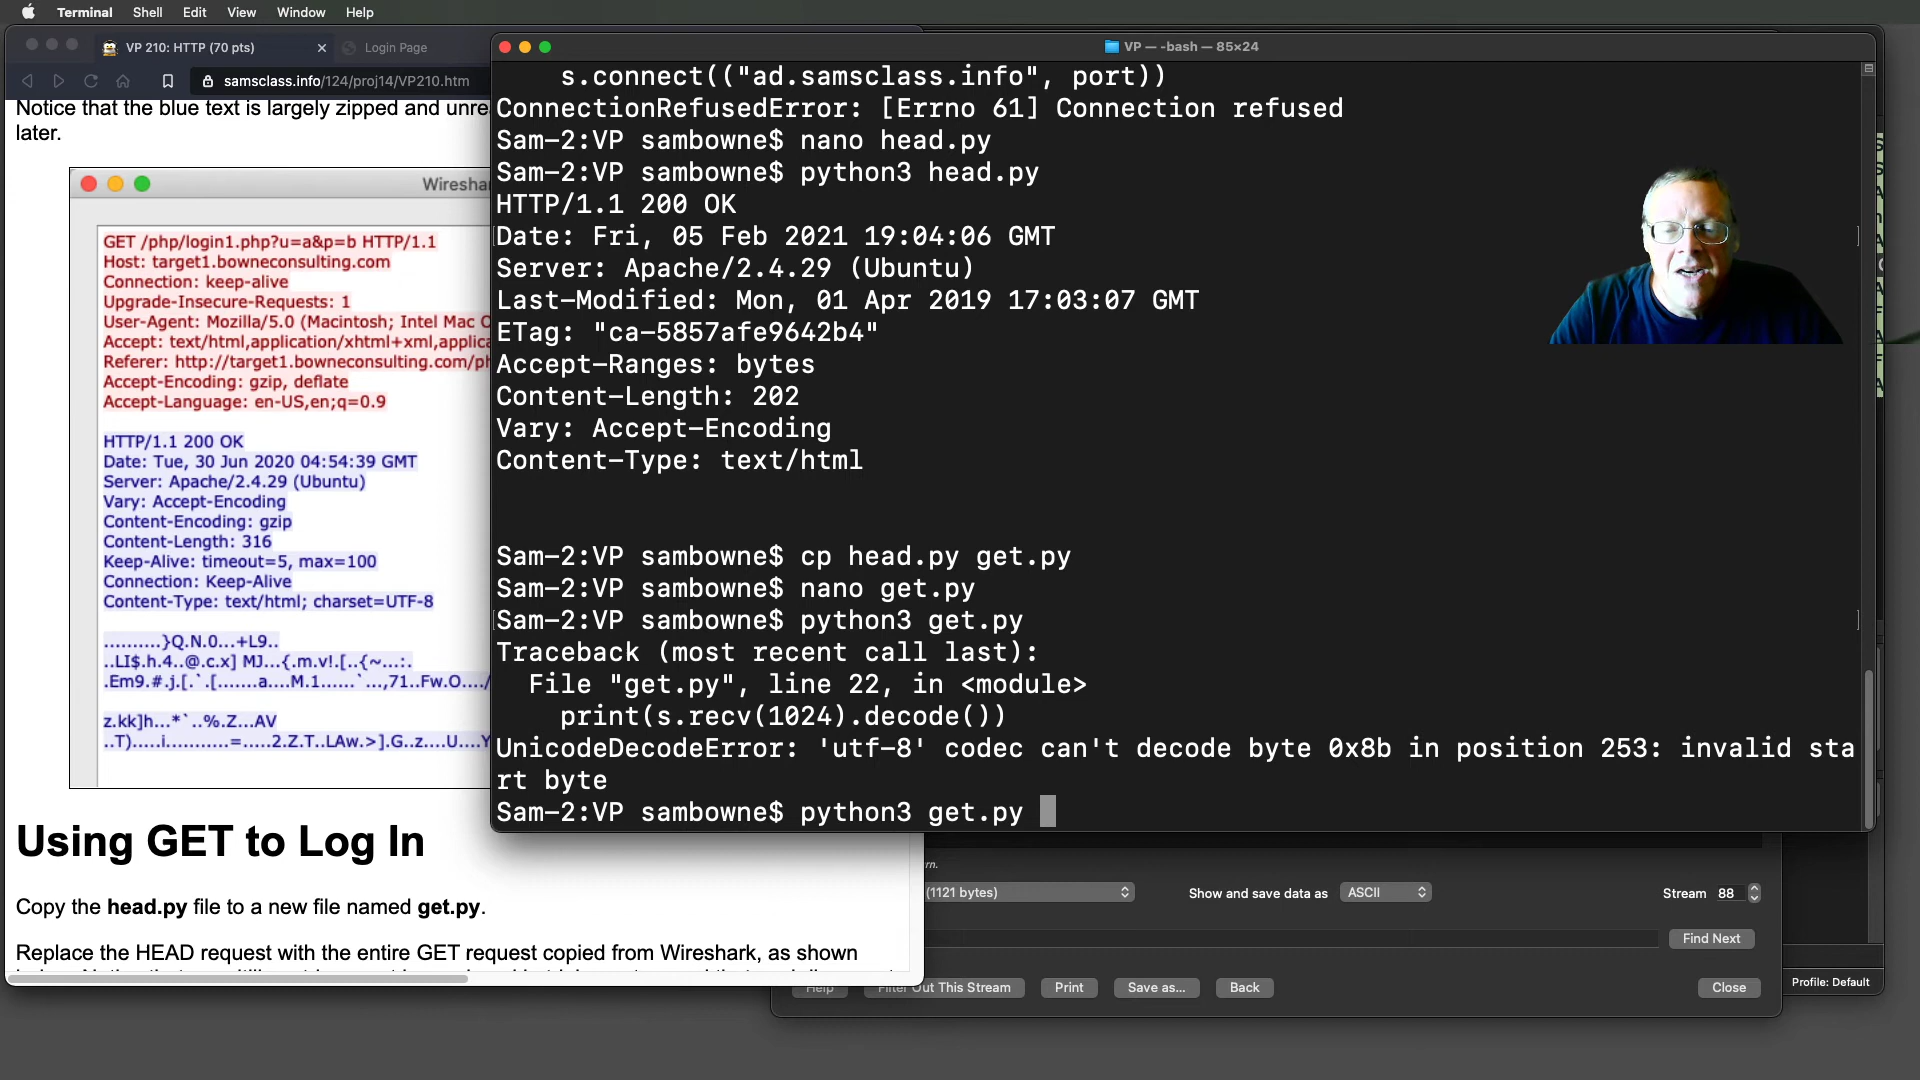 Terminal Shell Edit View Window Help
VP 210: HTTP (70 pts)
Login Page
samsclass.info/124/proj14/VP210.htm
Notice that the blue text is largely zipped and
later.
GET /php/login1.php?u=a&p=b HTTP/1.1
Host: target1.bowneconsulting.com
Connection: keep-alive
Upgrade-Insecure-Requests: 1
User-Agent: Mozilla/5.0 (Macintosh; Intel Mac
Accept: text/html,application/xhtml+xml,applica
Referer: http://target1.bowneconsulting.com/ph
Accept-Encoding: gzip, deflate
Accept-Language: en-US,en;q=0.9
HTTP/1.1 200 OK
Date: Tue, 30 Jun 2020 04:54:39 GMT
Server: Apache/2.4.29 (Ubuntu)
Vary: Accept-Encoding
Content-Encoding: gzip
Content-Length: 316
Keep-Alive: timeout=5, max=100
Connection: Keep-Alive
Content-Type: text/html; charset=UTF-8
..........}Q.N.0...+L9..
..LI$.h.4..@.c.x] MJ...{.m.v!.[..{~...:.
z.kk]h...*`..%.Z...AV
Using GET to Log In
Copy the head.py file to a new file named get.py.
Replace the HEAD request with the entire GET request copied from Wireshark, as shown
VP — -bash — 85×24
s.connect(("ad.samsclass.info", port))
ConnectionRefusedError: [Errno 61] Connection refused
Sam-2:VP sambowne$ nano head.py
Sam-2:VP sambowne$ python3 head.py
HTTP/1.1 200 OK
Date: Fri, 05 Feb 2021 19:04:06 GMT
Server: Apache/2.4.29 (Ubuntu)
Last-Modified: Mon, 01 Apr 2019 17:03:07 GMT
ETag: "ca-5857afe9642b4"
Accept-Ranges: bytes
Content-Length: 202
Vary: Accept-Encoding
Content-Type: text/html
Sam-2:VP sambowne$ cp head.py get.py
Sam-2:VP sambowne$ nano get.py
Sam-2:VP sambowne$ python3 get.py
Traceback (most recent call last):
File "get.py", line 22, in <module>
print(s.recv(1024).decode())
UnicodeDecodeError: 'utf-8' codec can't decode byte 0x8b in position 253: invalid sta
rt byte
Sam-2:VP sambowne$ python3 get.py
(1121 bytes)
Show and save data as ASCII
Stream 88
Find Next
Help Filter Out This Stream Print Save as... Back Close
Profile: Default